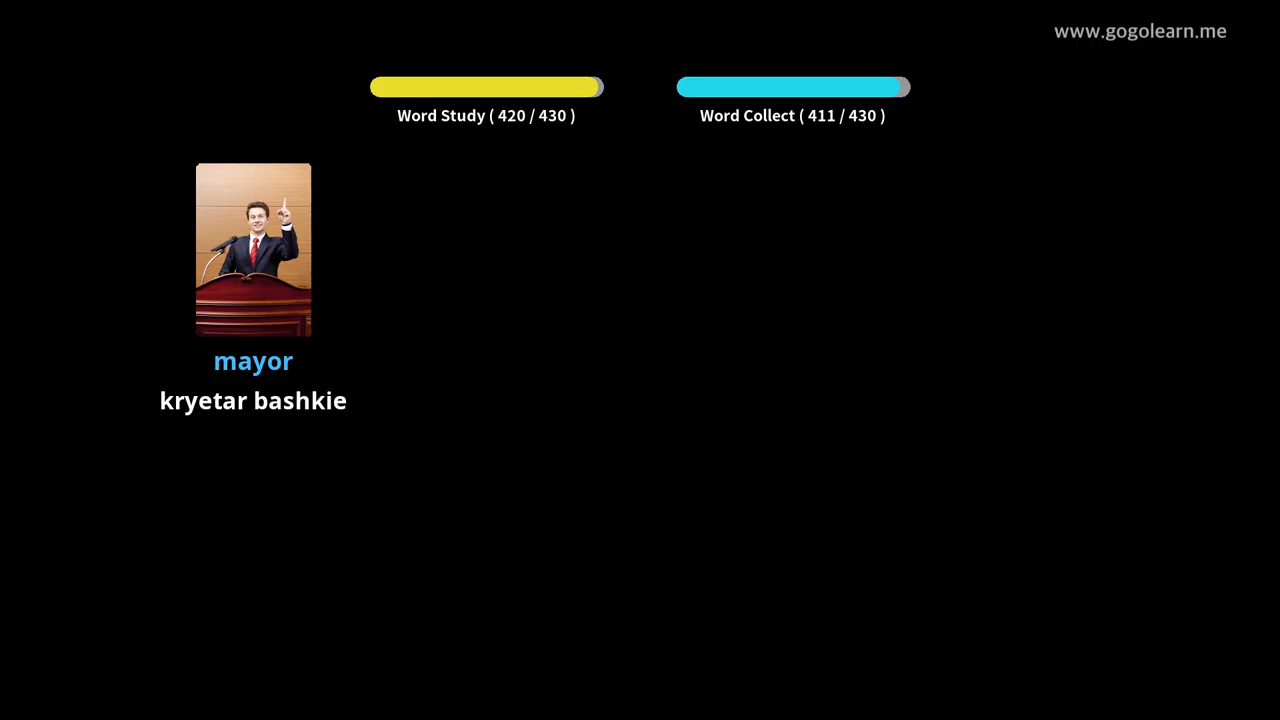 www.gogolearn.me
Word Study ( 420 / 430 )
Word Collect ( 411 / 430 )
mayor
kryetar bashkie